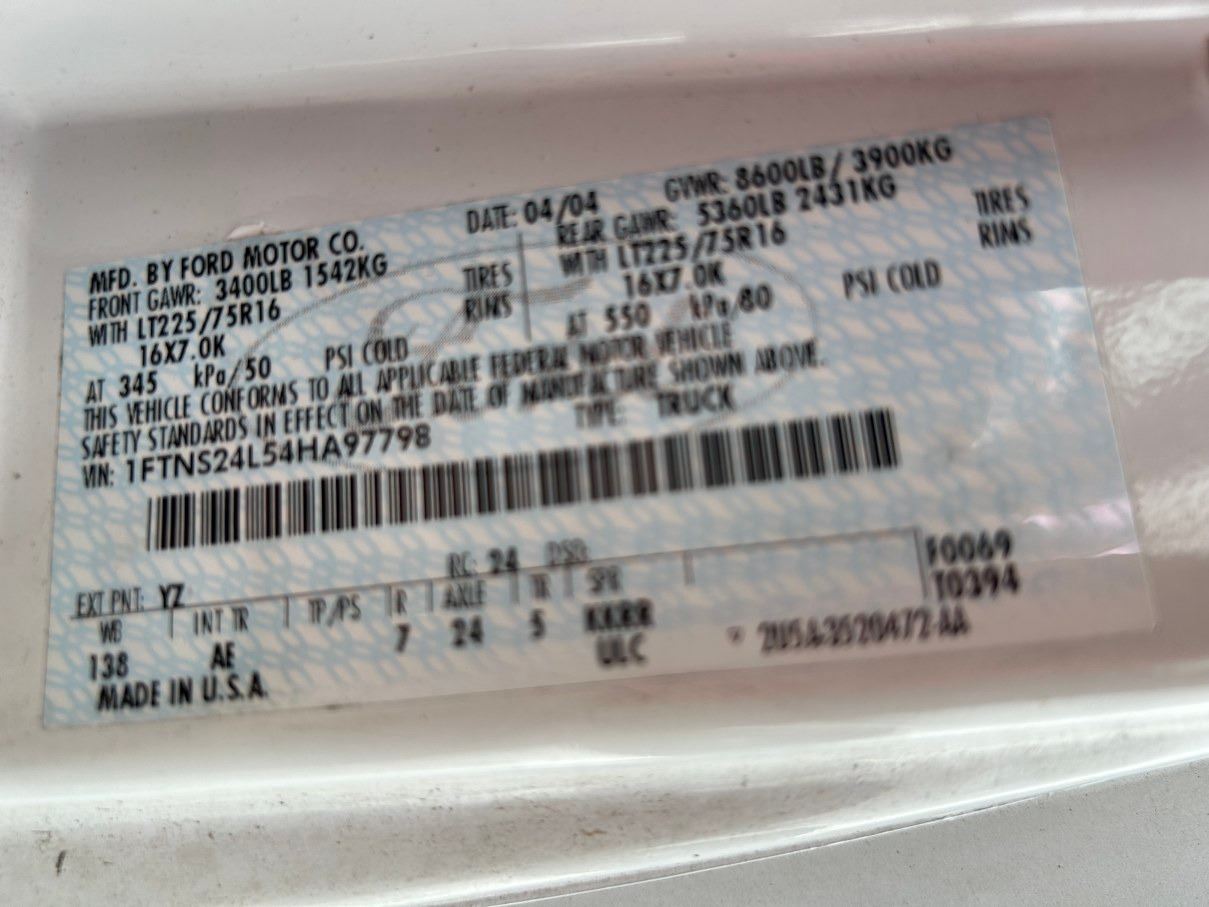 DATE: 04/04 GVWR: 8600LB / 3900KG
MFD. BY FORD MOTOR CO.
FRONT GAWR: 3400LB 1542KG REAR GAWR: 5360LB 2431KG
WITH LT225/75R16 TIRES WITH LT225/75R16 TIRES
16X7.0K RIMS 16X7.0K RIMS
AT 345 kPa/50 PSI COLD AT 550 kPa/80 PSI COLD
THIS VEHICLE CONFORMS TO ALL APPLICABLE FEDERAL MOTOR VEHICLE
SAFETY STANDARDS IN EFFECT ON THE DATE OF MANUFACTURE SHOWN ABOVE.
VIN: 1FTNS24L54HA97798 TYPE: TRUCK
EXT PNT: YZ RC: 24 DSO:
WB INT TR TP/PS R AXLE TR SPR
138 AE 7 24 5 KKRR
ULC
F0069
T0394
MADE IN U.S.A.